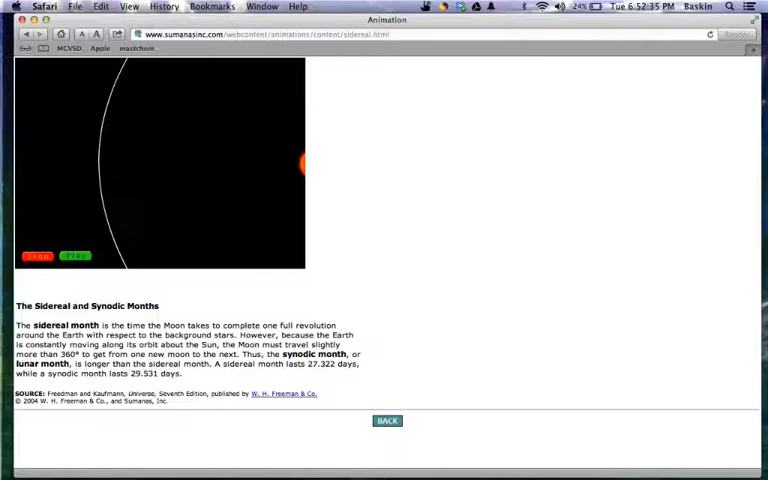 Safari File Edit View History Bookmarks Window Help 24% Tue 6:52:35 PM Baskin
Animation
A A www.sumanasinc.com/webcontent/animations/content/sidereal.html Reader
MCVSD Apple mastchem
Stop Play
The Sidereal and Synodic Months
The sidereal month is the time the Moon takes to complete one full revolution
around the Earth with respect to the background stars. However, because the Earth
is constantly moving along its orbit about the Sun, the Moon must travel slightly
more than 360° to get from one new moon to the next. Thus, the synodic month, or
lunar month, is longer than the sidereal month. A sidereal month lasts 27.322 days,
while a synodic month lasts 29.531 days.
SOURCE: Freedman and Kaufmann, Universe, Seventh Edition, published by W. H. Freeman & Co.
© 2004 W. H. Freeman & Co., and Sumanas, Inc.
BACK